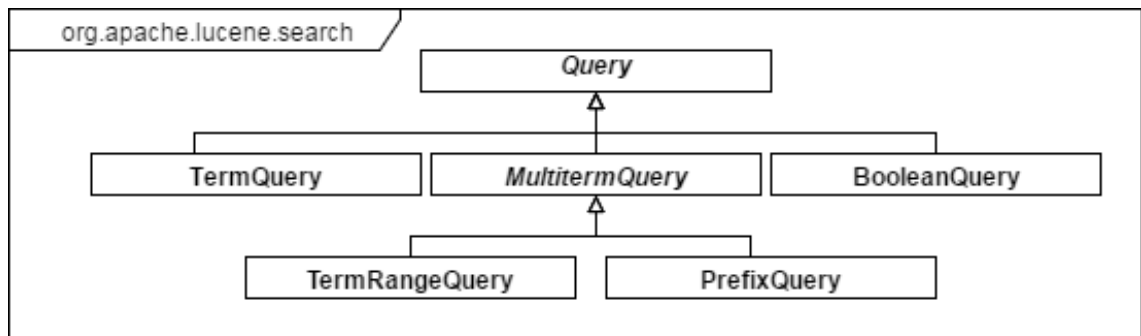 org.apache.lucene.search
Query
TermQuery
MultitermQuery
BooleanQuery
TermRangeQuery
PrefixQuery